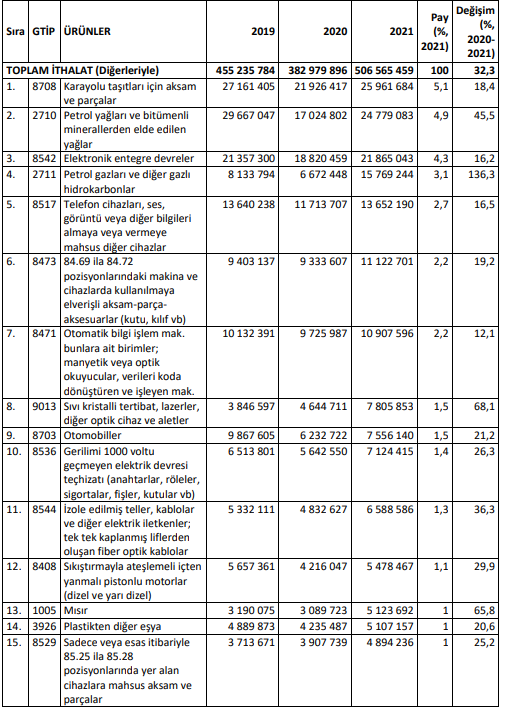 Sıra GTİP ÜRÜNLER 2019 2020 2021 Pay (%, 2021) Değişim (%, 2020-2021)
TOPLAM İTHALAT (Diğerleriyle) 455 235 784 382 979 896 506 565 459 100 32,3
1. 8708 Karayolu taşıtları için aksam 27 161 405 21 926 417 25 961 684 5,1 18,4
ve parçalar
2. 2710 Petrol yağları ve bitümenli 29 667 047 17 024 802 24 779 083 4,9 45,5
minerallerden elde edilen
yağlar
3. 8542 Elektronik entegre devreler 21 357 300 18 820 459 21 865 043 4,3 16,2
4. 2711 Petrol gazları ve diğer gazlı 8 133 794 6 672 448 15 769 244 3,1 136,3
hidrokarbonlar
5. 8517 Telefon cihazları, ses, 13 640 238 11 713 707 13 652 190 2,7 16,5
görüntü veya diğer bilgileri
almaya veya vermeye
mahsus diğer cihazlar
6. 8473 84.69 ila 84.72 9 403 137 9 333 607 11 122 701 2,2 19,2
pozisyonlarındaki makina ve
cihazlarda kullanılmaya
elverişli aksam-parça-
aksesuarlar (kutu, kılıf vb)
7. 8471 Otomatik bilgi işlem mak. 10 132 391 9 725 987 10 907 596 2,2 12,1
bunlara ait birimler;
manyetik veya optik
okuyucular, verileri koda
dönüştüren ve işleyen mak.
8. 9013 Sıvı kristalli tertibat, lazerler, 3 846 597 4 644 711 7 805 853 1,5 68,1
diğer optik cihaz ve aletler
9. 8703 Otomobiller 9 867 605 6 232 722 7 556 140 1,5 21,2
10. 8536 Gerilimi 1000 voltu 6 513 801 5 642 550 7 124 415 1,4 26,3
geçmeyen elektrik devresi
teçhizatı (anahtarlar, röleler,
sigortalar, fişler, kutular vb)
11. 8544 İzole edilmiş teller, kablolar 5 332 111 4 832 627 6 588 586 1,3 36,3
ve diğer elektrik iletkenler;
tek tek kaplanmış liflerden
oluşan fiber optik kablolar
12. 8408 Sıkıştırmayla ateşlemeli içten 5 657 361 4 216 047 5 478 467 1,1 29,9
yanmalı pistonlu motorlar
(dizel ve yarı dizel)
13. 1005 Mısır 3 190 075 3 089 723 5 123 692 1 65,8
14. 3926 Plastikten diğer eşya 4 889 873 4 235 487 5 107 157 1 20,6
15. 8529 Sadece veya esas itibariyle 3 713 671 3 907 739 4 894 236 1 25,2
85.25 ila 85.28
pozisyonlarında yer alan
cihazlara mahsus aksam ve
parçalar